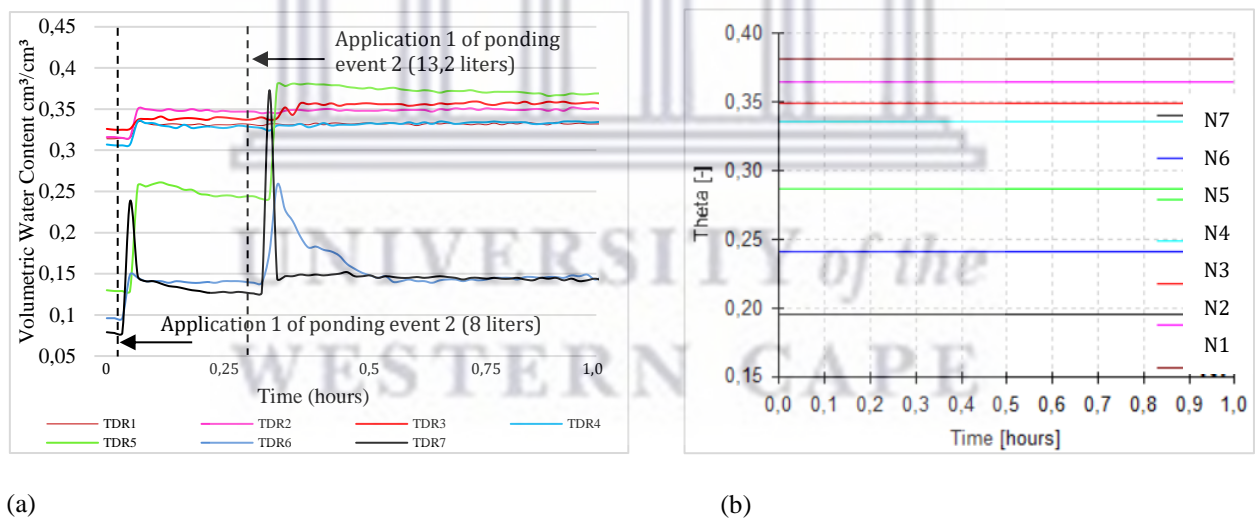 0,45
0,4
0,35
0,3
0,25
0,2
0,15
0,1
0,05
Volumetric Water Content cm³/cm³
Application 1 of ponding
event 2 (13,2 liters)
Application 1 of ponding event 2 (8 liters)
0
0,25
0,5
0,75
1,0
Time (hours)
TDR1
TDR2
TDR3
TDR4
TDR5
TDR6
TDR7
0,40
0.35
0.30
0.25
0.20
0.15
Theta [-]
0,0
0,1
0,2
0,3
0,4
0,5
0,6
0,7
0,8
0,9
1,0
Time [hours]
N7
N6
N5
N4
N3
N2
N1
UNIVERSITY of the
WESTERN CAPE
(a)
(b)